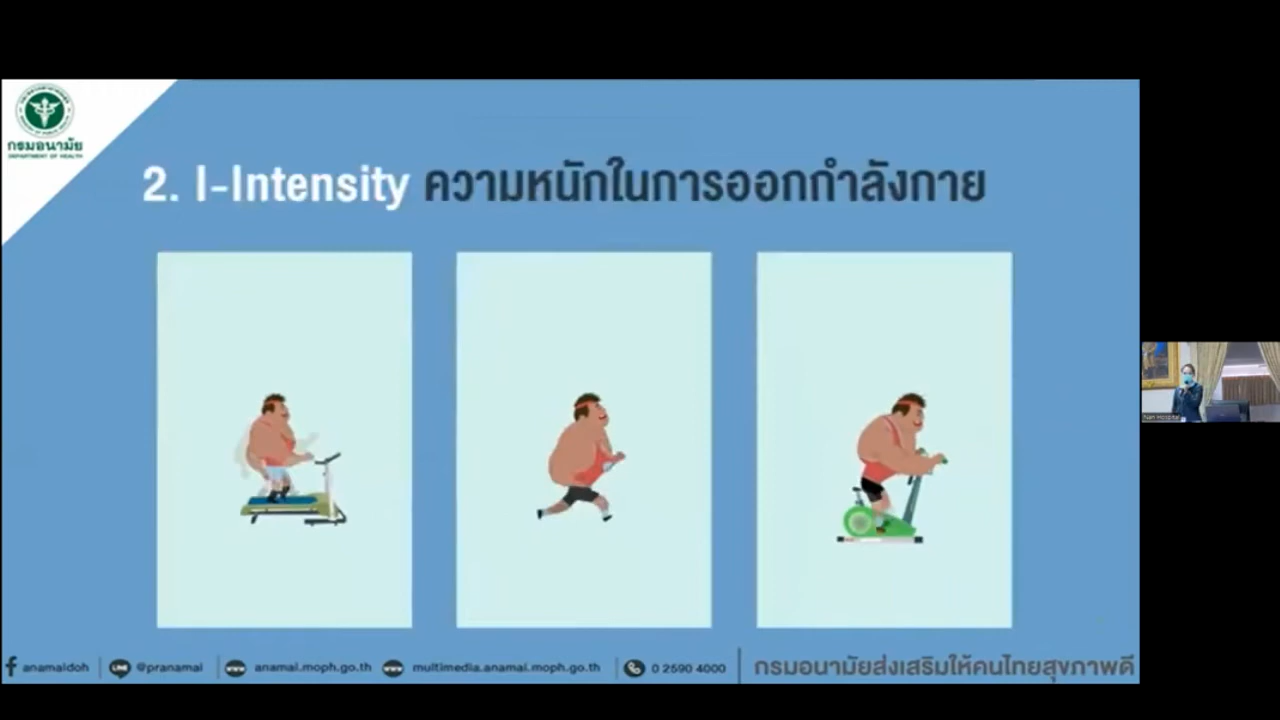 กรมอนามัย
DEPARTMENT OF HEALTH
2. I-Intensity ความหนักในการออกกำลังกาย
Nan Hospital
anamaidoh @pranamai anamai.moph.go.th multimedia.anamai.moph.go.th 0 2590 4000 กรมอนามัยส่งเสริมให้คนไทยสุขภาพดี